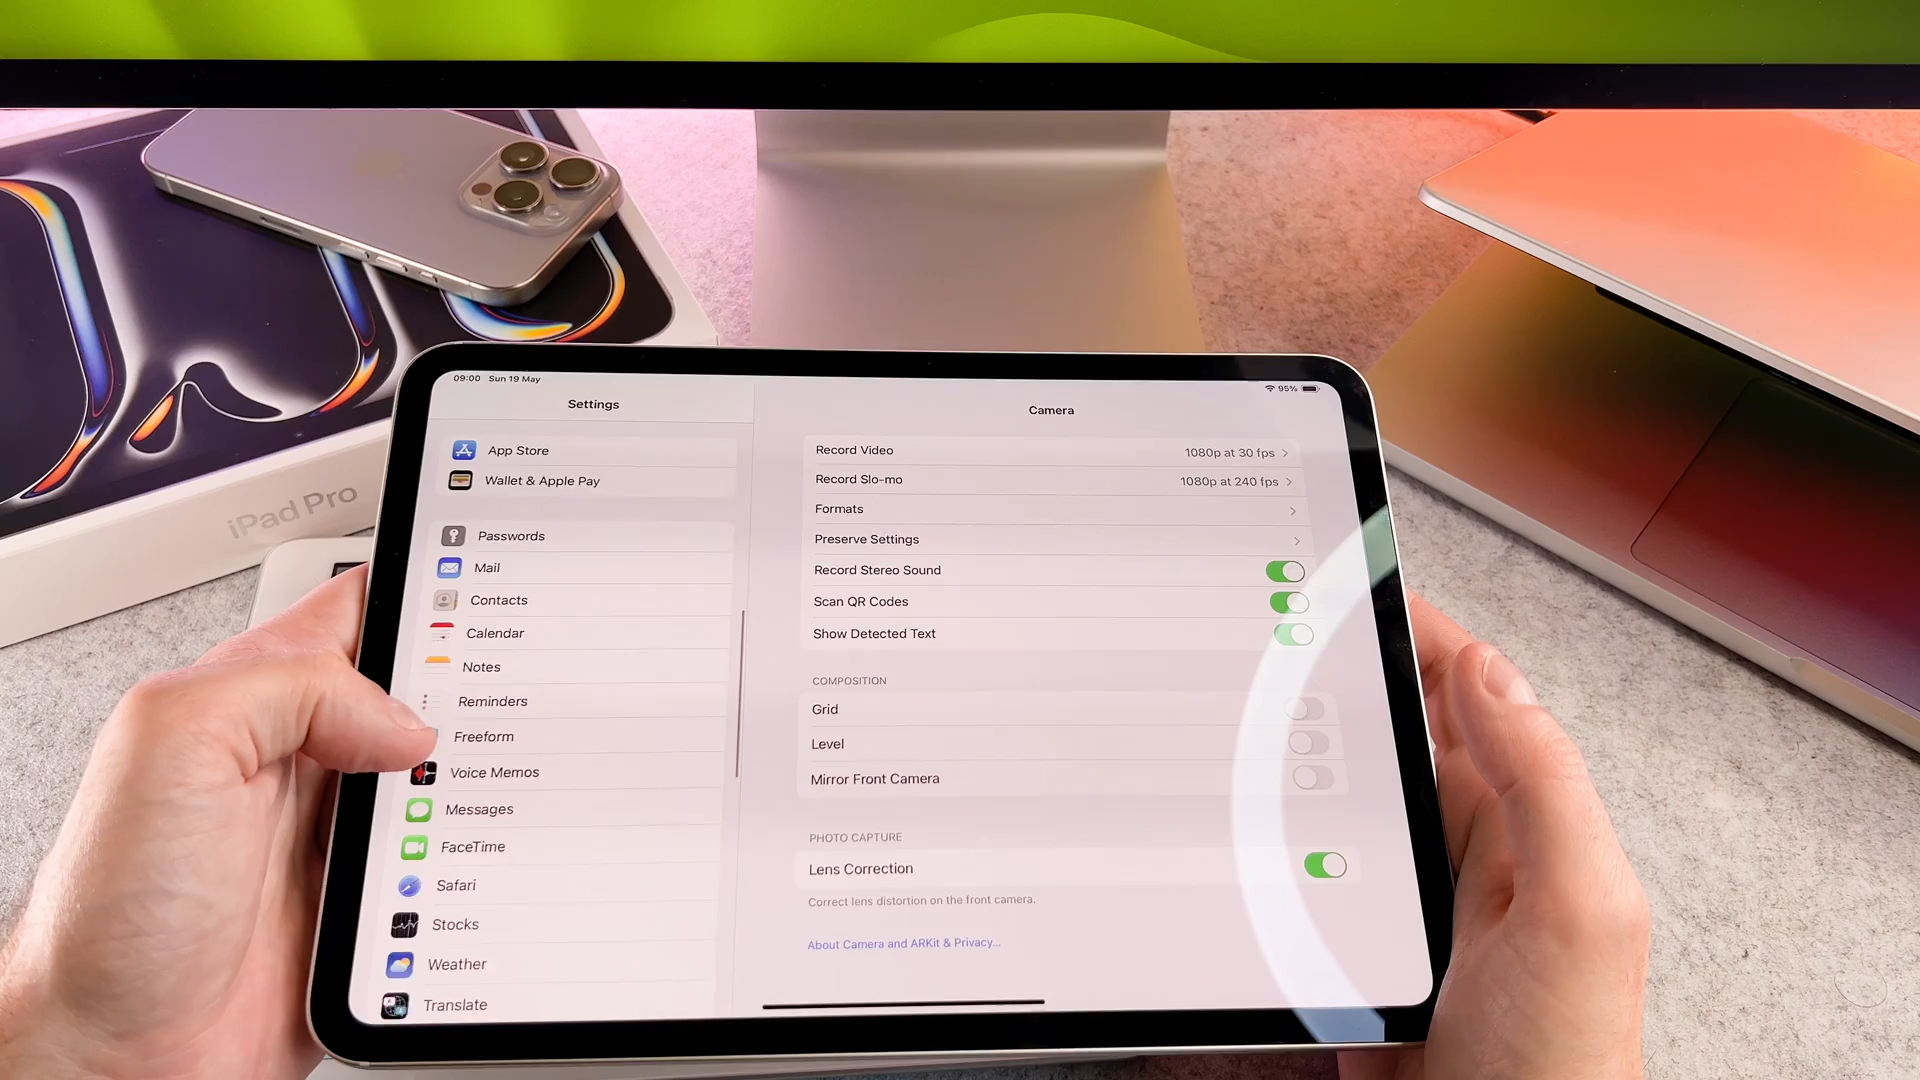 iPad Pro
09:00 Sun 19 May
95%
Settings
App Store
Wallet & Apple Pay
Passwords
Mail
Contacts
Calendar
Notes
Reminders
Freeform
Voice Memos
Messages
FaceTime
Safari
Stocks
Weather
Translate
Camera
Record Video 1080p at 30 fps
Record Slo-mo 1080p at 240 fps
Formats
Preserve Settings
Record Stereo Sound
Scan QR Codes
Show Detected Text
COMPOSITION
Grid
Level
Mirror Front Camera
PHOTO CAPTURE
Lens Correction
Correct lens distortion on the front camera.
About Camera and ARKit & Privacy...